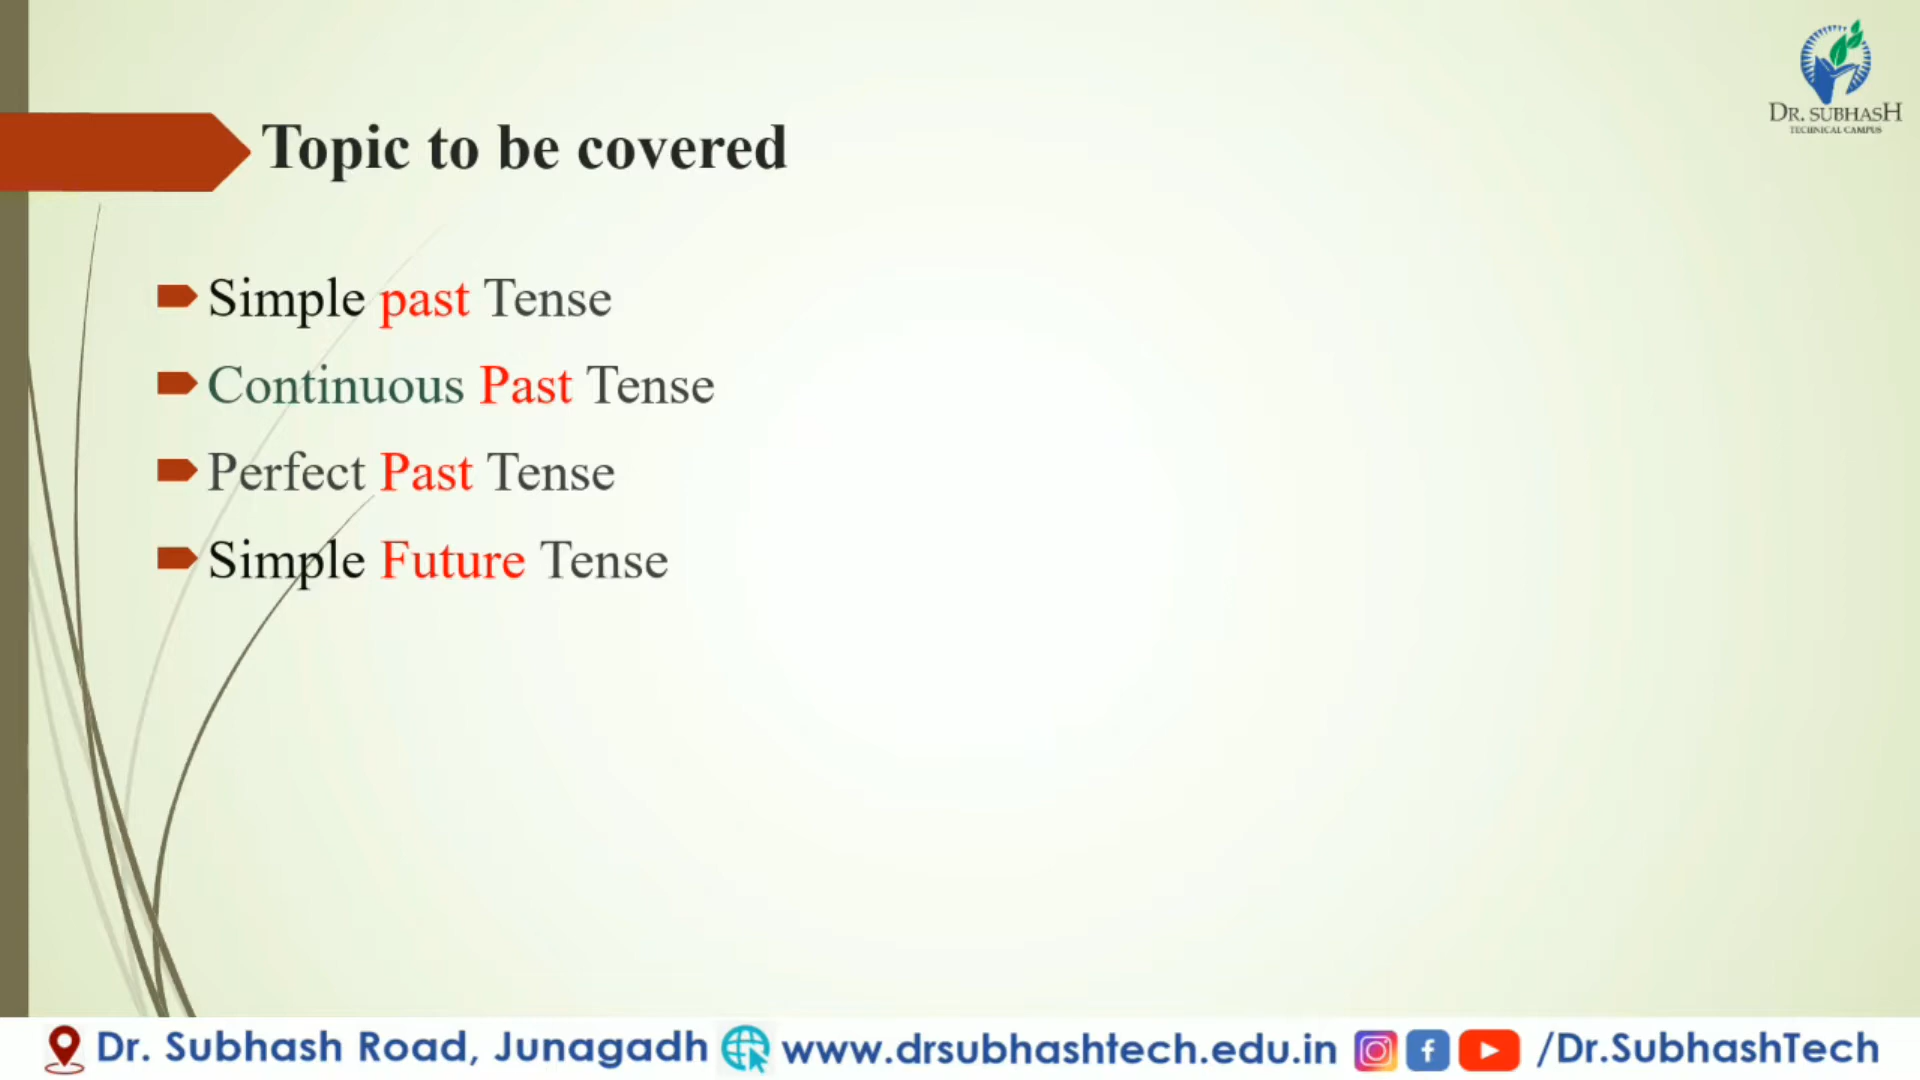 DR. SUBHASH
TECHNICAL CAMPUS
Topic to be covered
Simple past Tense
Continuous Past Tense
Perfect Past Tense
Simple Future Tense
Dr. Subhash Road, Junagadh www.drsubhashtech.edu.in /Dr.SubhashTech